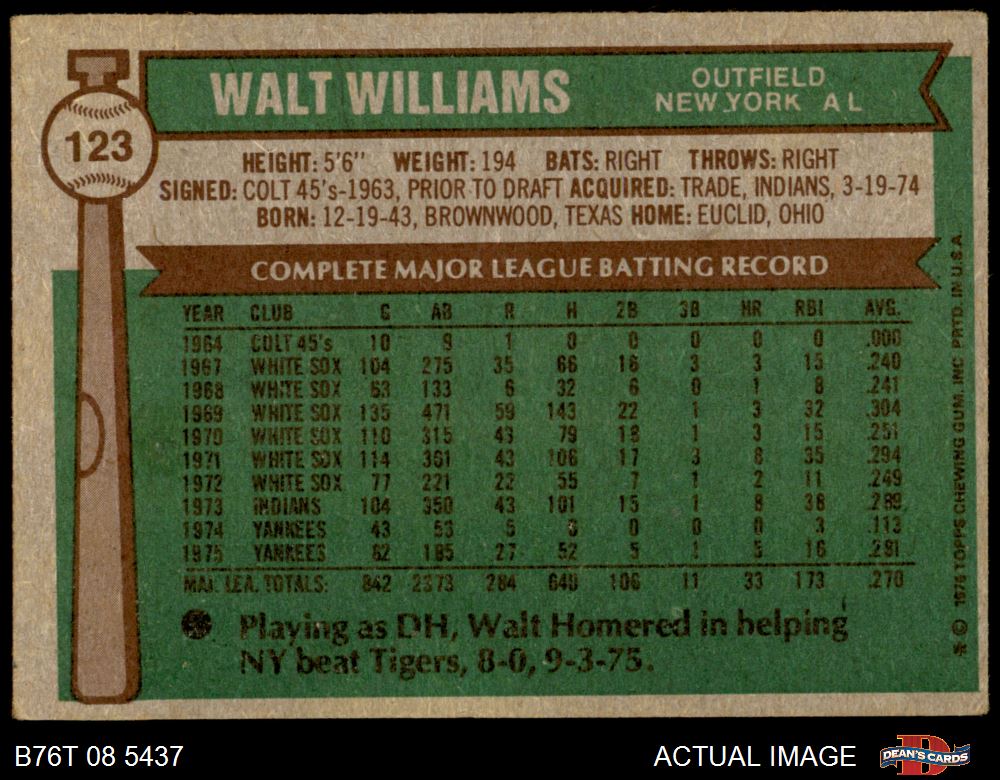 123
WALT WILLIAMS
OUTFIELD
NEW YORK A L
HEIGHT: 5'6" WEIGHT: 194 BATS: RIGHT THROWS: RIGHT
SIGNED: COLT 45's-1963, PRIOR TO DRAFT ACQUIRED: TRADE, INDIANS, 3-19-74
BORN: 12-19-43, BROWNWOOD, TEXAS HOME: EUCLID, OHIO
COMPLETE MAJOR LEAGUE BATTING RECORD
YEAR CLUB G AB R H 2B 3B HR RBI AVG.
1964 COLT 45's 10 9 1 0 0 0 0 0 .000
1967 WHITE SOX 104 275 35 66 16 3 3 15 .240
1968 WHITE SOX 63 133 6 32 6 0 1 8 .241
1969 WHITE SOX 135 471 59 143 22 1 3 32 .304
1970 WHITE SOX 110 315 43 79 18 1 3 15 .251
1971 WHITE SOX 114 361 43 106 17 3 8 35 .294
1972 WHITE SOX 77 221 22 55 7 1 2 11 .249
1973 INDIANS 104 350 43 101 15 1 8 38 .289
1974 YANKEES 43 53 5 6 0 0 0 3 .113
1975 YANKEES 82 185 27 52 5 1 5 16 .281
MAJ. LEA. TOTALS: 842 2373 284 640 106 11 33 173 .270
Playing as DH, Walt Homered in helping
NY beat Tigers, 8-0, 9-3-75.
* © 1976 TOPPS CHEWING GUM, INC. PRTD. IN U.S.A.
B76T 08 5437
ACTUAL IMAGE
DEAN'S CARDS